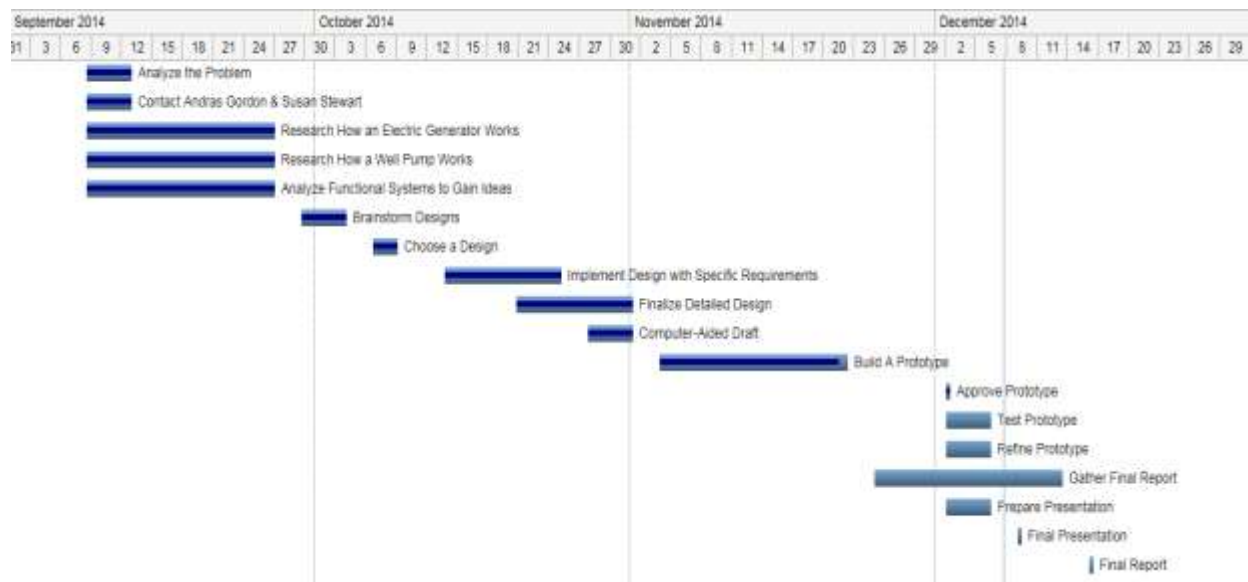 September 2014 October 2014 November 2014 December 2014
31 3 6 9 12 15 18 21 24 27 30 3 6 9 12 15 18 21 24 27 30 2 5 8 11 14 17 20 23 26 29 2 5 8 11 14 17 20 23 26 29
Analyze the Problem
Contact Andras Gordon & Susan Stewart
Research How an Electric Generator Works
Research How a Well Pump Works
Analyze Functional Systems to Gain Ideas
Brainstorm Designs
Choose a Design
Implement Design with Specific Requirements
Finalize Detailed Design
Computer-Aided Draft
Build A Prototype
Approve Prototype
Test Prototype
Refine Prototype
Gather Final Report
Prepare Presentation
Final Presentation
Final Report